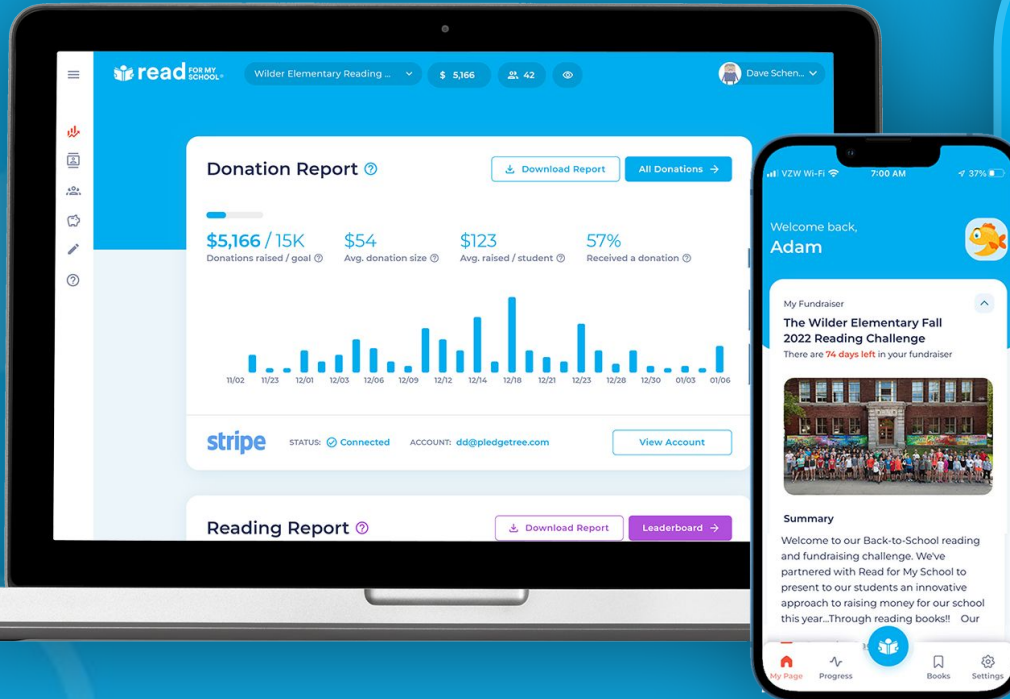 read FOR MY SCHOOL
Wilder Elementary Reading ...
$ 5,166
42
Dave Schen...
Donation Report
Download Report
All Donations →
$5,166 / 15K
Donations raised / goal
$54
Avg. donation size
$123
Avg. raised / student
57%
Received a donation
11/02 11/23 12/01 12/03 12/06 12/09 12/12 12/14 12/18 12/21 12/23 12/28 12/30 01/03 01/06
stripe
STATUS: Connected
ACCOUNT: dd@pledgetree.com
View Account
Reading Report
Download Report
Leaderboard →
VZW Wi-Fi
7:00 AM
37%
Welcome back,
Adam
My Fundraiser
The Wilder Elementary Fall
2022 Reading Challenge
There are 74 days left in your fundraiser
Summary
Welcome to our Back-to-School reading
and fundraising challenge. We've
partnered with Read for My School to
present to our students an innovative
approach to raising money for our school
this year...Through reading books!! Our
My Page
Progress
Books
Settings